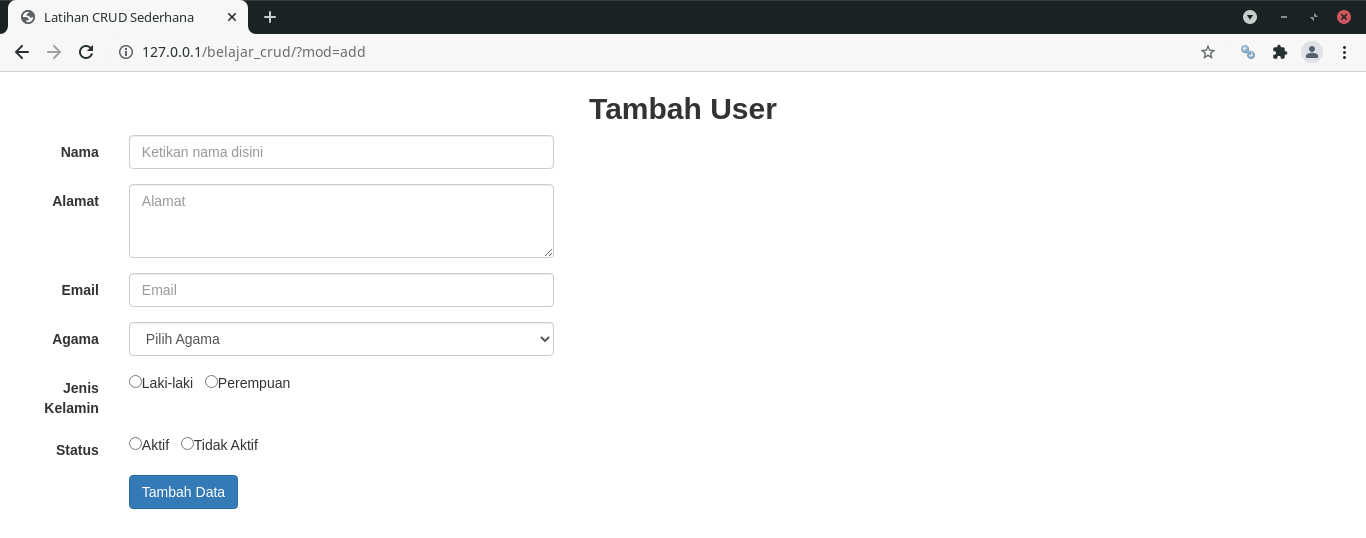 Latihan CRUD Sederhana
127.0.0.1/belajar_crud/?mod=add
Tambah User
Nama Ketikan nama disini
Alamat Alamat
Email Email
Agama Pilih Agama
Jenis Kelamin Laki-laki Perempuan
Status Aktif Tidak Aktif
Tambah Data